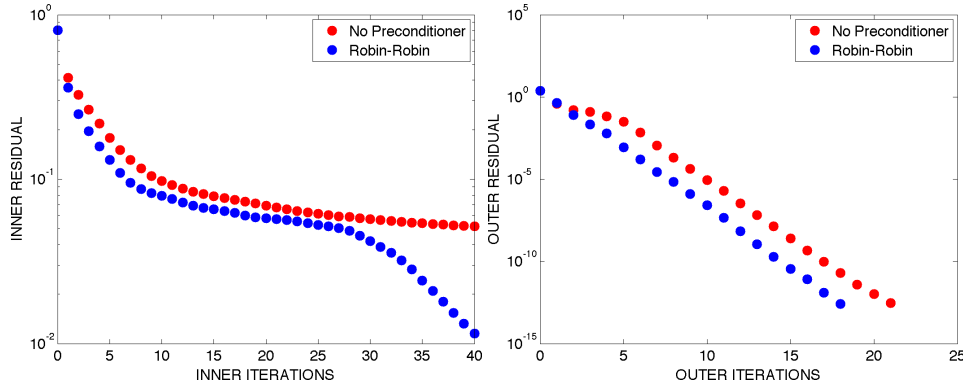 10^0
10^-1
10^-2
INNER RESIDUAL
No Preconditioner
Robin-Robin
0 5 10 15 20 25 30 35 40
INNER ITERATIONS
10^5
10^0
10^-5
10^-10
10^-15
OUTER RESIDUAL
No Preconditioner
Robin-Robin
0 5 10 15 20 25
OUTER ITERATIONS